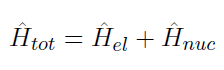 Ĥ_tot = Ĥ_el + Ĥ_nuc